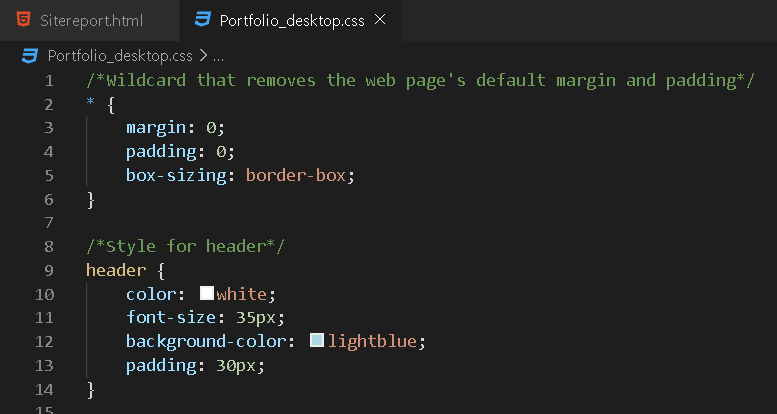 Sitereport.html
Portfolio_desktop.css ×
Portfolio_desktop.css > ...
1 /*Wildcard that removes the web page's default margin and padding*/
2 * {
3 margin: 0;
4 padding: 0;
5 box-sizing: border-box;
6 }
7
8 /*Style for header*/
9 header {
10 color: white;
11 font-size: 35px;
12 background-color: lightblue;
13 padding: 30px;
14 }
15